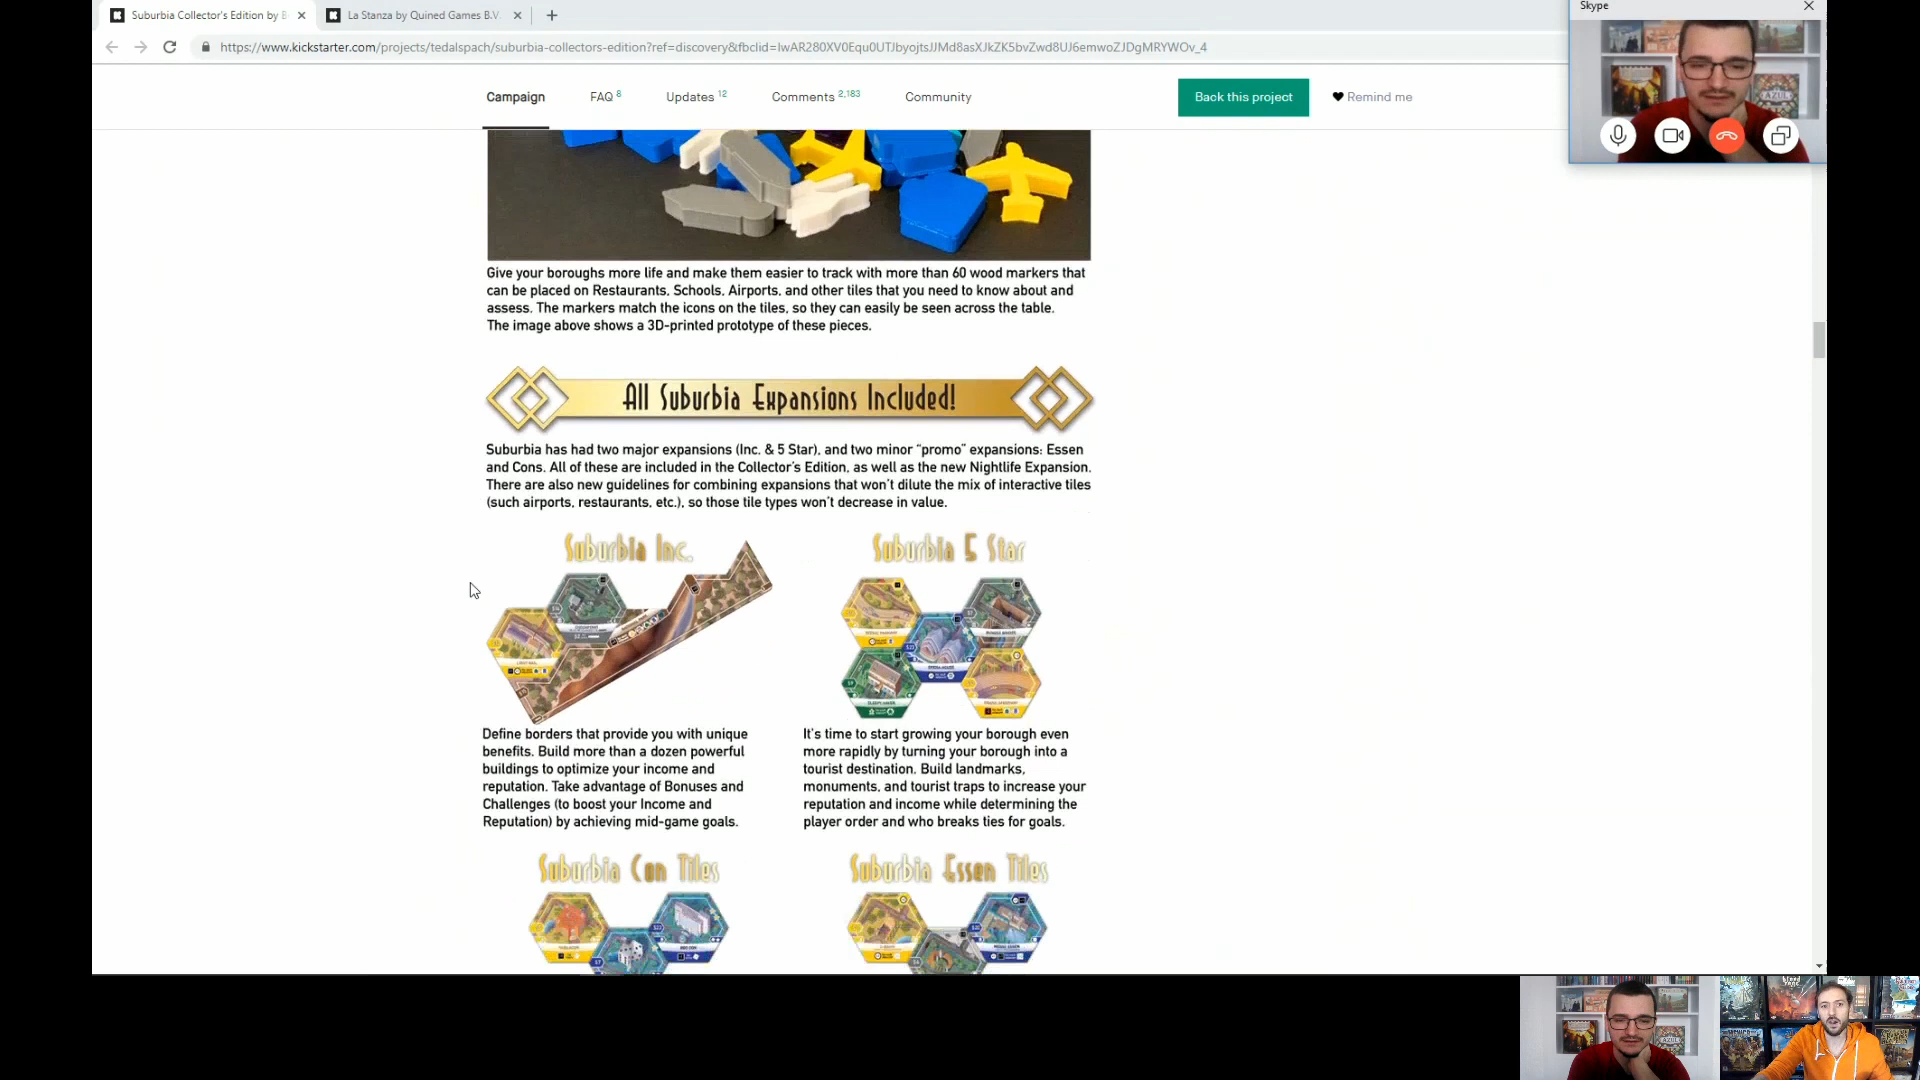 Suburbia Collector's Edition by B
La Stanza by Quined Games B.V.
Skype
https://www.kickstarter.com/projects/tedalspach/suburbia-collectors-edition?ref=discovery&fbclid=IwAR280XV0Equ0UTJbyojtsJJMd8asXJkZK5bvZwd8UJ6emwoZJDgMRYWOv_4
Campaign FAQ 8 Updates 12 Comments 2,183 Community Back this project Remind me
AZUL
Give your boroughs more life and make them easier to track with more than 60 wood markers that
can be placed on Restaurants, Schools, Airports, and other tiles that you need to know about and
assess. The markers match the icons on the tiles, so they can easily be seen across the table.
The image above shows a 3D-printed prototype of these pieces.
All Suburbia Expansions Included!
Suburbia has had two major expansions (Inc. & 5 Star), and two minor “promo” expansions: Essen
and Cons. All of these are included in the Collector’s Edition, as well as the new Nightlife Expansion.
There are also new guidelines for combining expansions that won’t dilute the mix of interactive tiles
(such airports, restaurants, etc.), so those tile types won’t decrease in value.
Suburbia Inc.
Suburbia 5 Star
Define borders that provide you with unique
benefits. Build more than a dozen powerful
buildings to optimize your income and
reputation. Take advantage of Bonuses and
Challenges (to boost your Income and
Reputation) by achieving mid-game goals.
It’s time to start growing your borough even
more rapidly by turning your borough into a
tourist destination. Build landmarks,
monuments, and tourist traps to increase your
reputation and income while determining the
player order and who breaks ties for goals.
Suburbia Con Tiles
Suburbia Essen Tiles